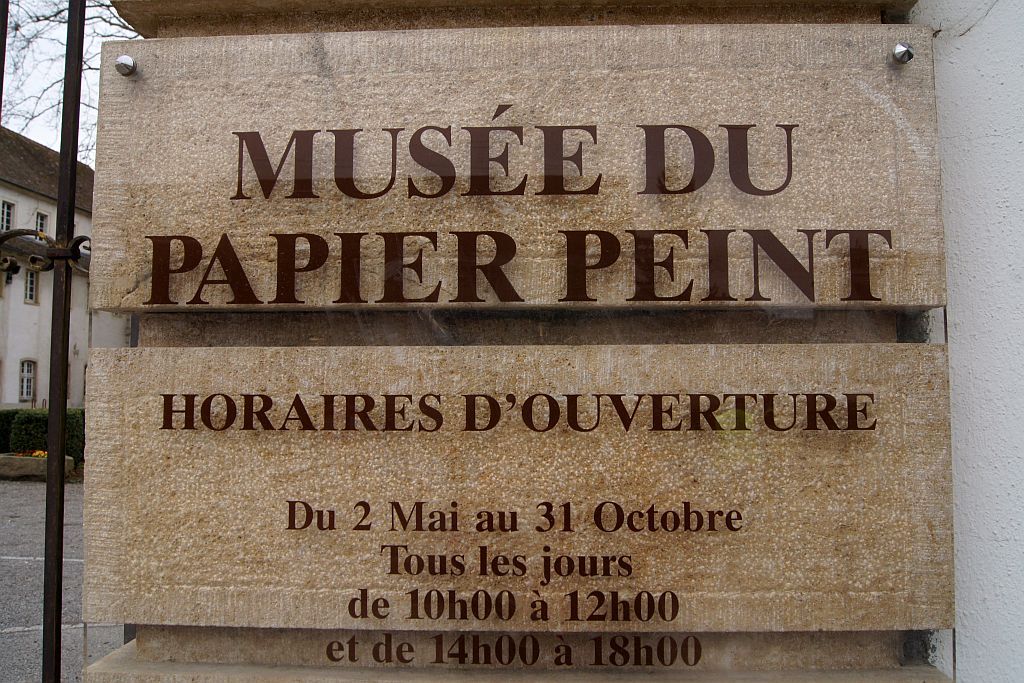 MUSÉE DU
PAPIER PEINT
HORAIRES D'OUVERTURE
Du 2 Mai au 31 Octobre
Tous les jours
de 10h00 à 12h00
et de 14h00 à 18h00